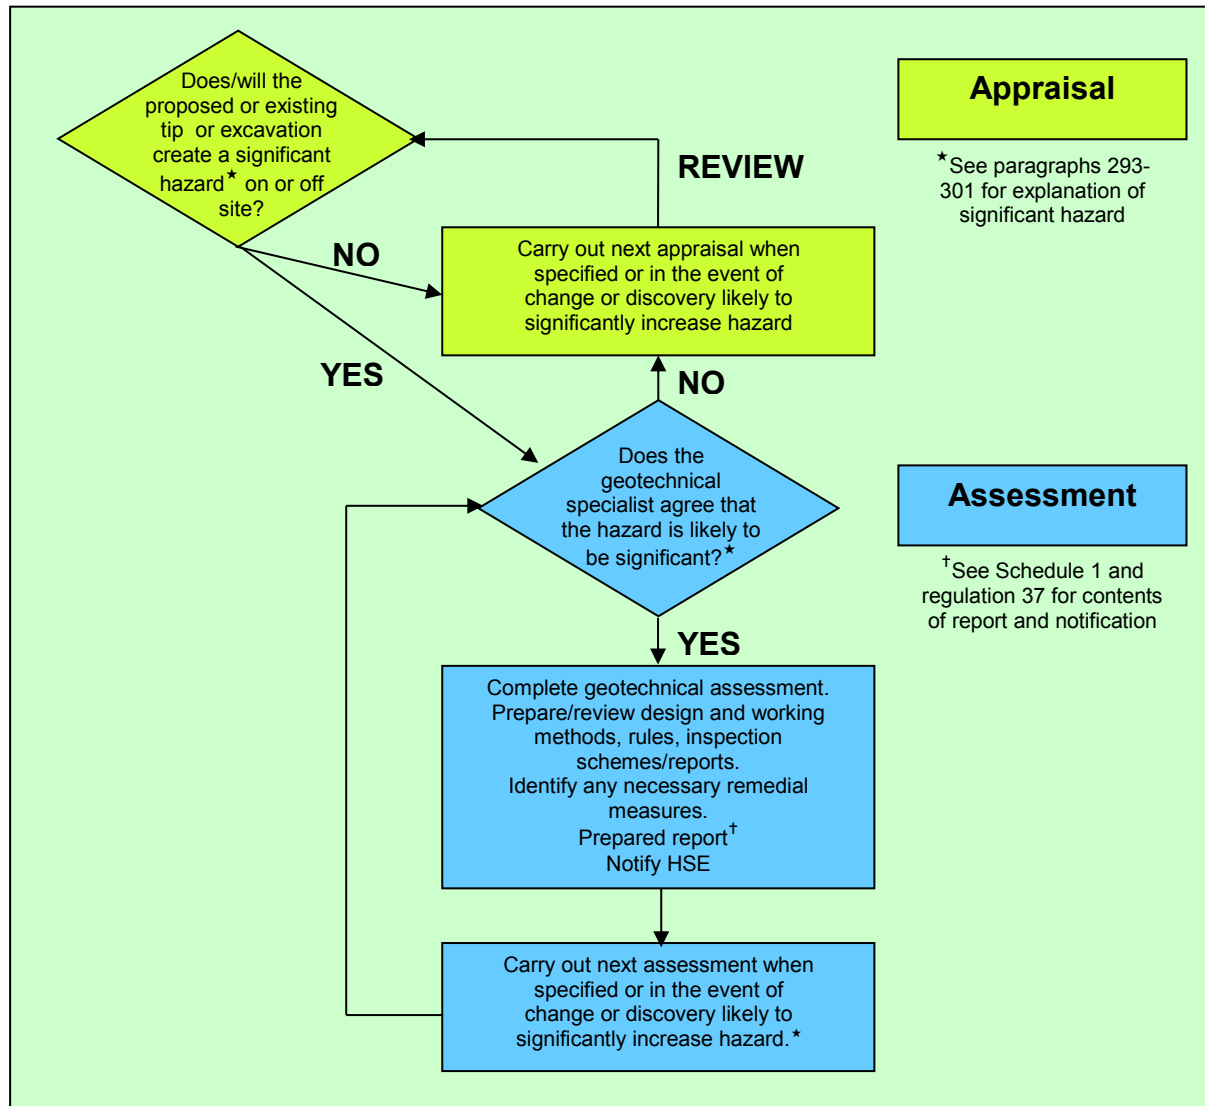 Does/will the
proposed or existing
tip or excavation
create a significant
hazard★ on or off
site?
Appraisal
★See paragraphs 293-
301 for explanation of
significant hazard
REVIEW
NO
Carry out next appraisal when
specified or in the event of
change or discovery likely to
significantly increase hazard
YES
NO
Does the
geotechnical
specialist agree that
the hazard is likely to
be significant?★
Assessment
†See Schedule 1 and
regulation 37 for contents
of report and notification
YES
Complete geotechnical assessment.
Prepare/review design and working
methods, rules, inspection
schemes/reports.
Identify any necessary remedial
measures.
Prepared report†
Notify HSE
Carry out next assessment when
specified or in the event of
change or discovery likely to
significantly increase hazard.★